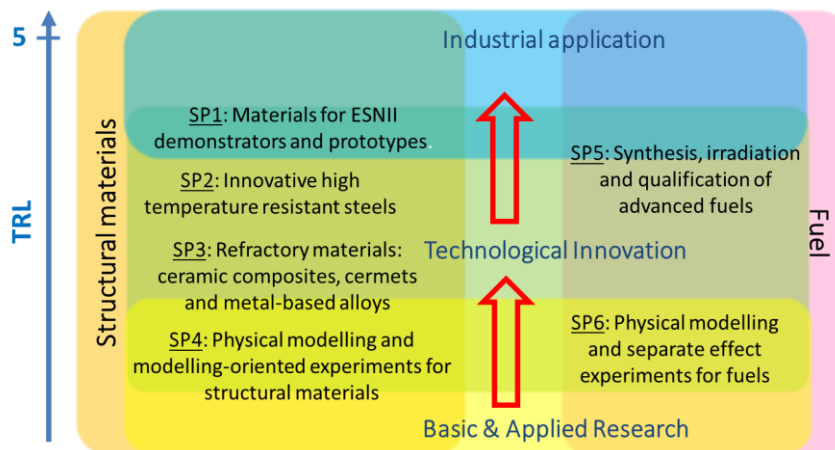 5
TRL
Structural materials
Industrial application
SP1: Materials for ESNII
demonstrators and prototypes.
SP2: Innovative high
temperature resistant steels
SP3: Refractory materials:
ceramic composites, cermets
and metal-based alloys
SP4: Physical modelling and
modelling-oriented experiments for
structural materials
Technological Innovation
Basic & Applied Research
SP5: Synthesis, irradiation
and qualification of
advanced fuels
SP6: Physical modelling
and separate effect
experiments for fuels
Fuel